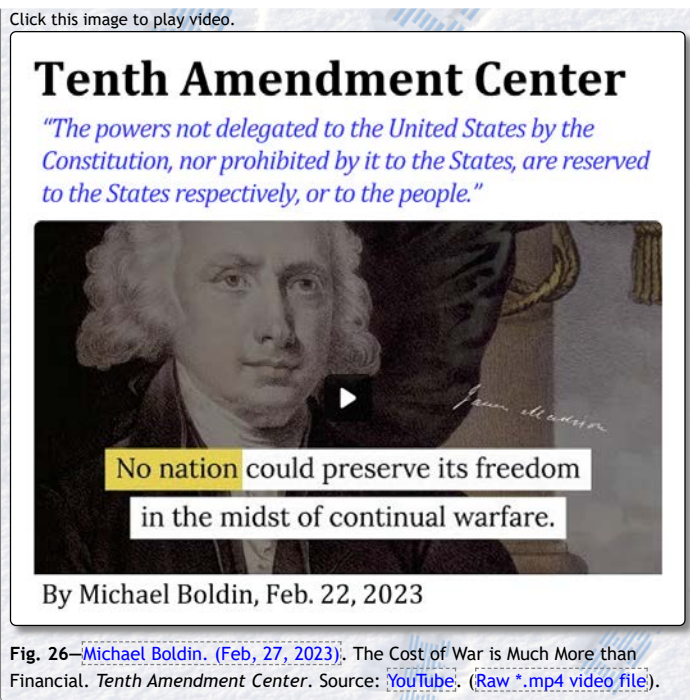 Click this image to play video.
Tenth Amendment Center
“The powers not delegated to the United States by the
Constitution, nor prohibited by it to the States, are reserved
to the States respectively, or to the people.”
James Madison
No nation could preserve its freedom
in the midst of continual warfare.
By Michael Boldin, Feb. 22, 2023
Fig. 26—Michael Boldin. (Feb, 27, 2023). The Cost of War is Much More than
Financial. Tenth Amendment Center. Source: YouTube. (Raw *.mp4 video file).